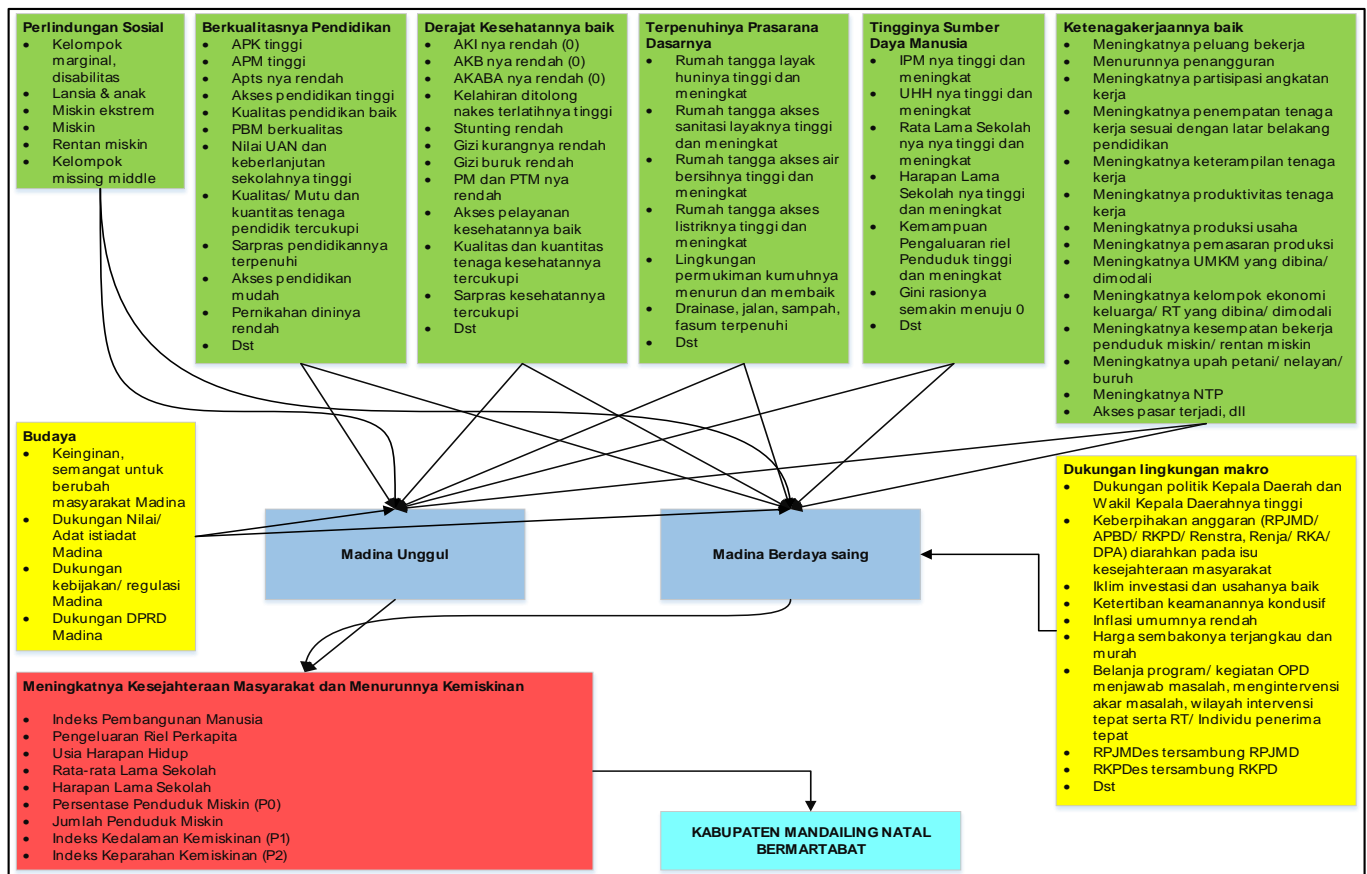 Perlindungan Sosial
• Kelompok
marginal,
disabilitas
• Lansia & anak
• Miskin ekstrem
• Miskin
• Rentan miskin
• Kelompok
missing middle
Berkualitasnya Pendidikan
• APK tinggi
• APM tinggi
• Apts nya rendah
• Akses pendidikan tinggi
• Kualitas pendidikan baik
• PBM berkualitas
• Nilai UAN dan
keberlanjutan
sekolahnya tinggi
• Kualitas/ Mutu dan
kuantitas tenaga
pendidik tercukupi
• Sarpras pendidikannya
terpenuhi
• Akses pendidikan
mudah
• Pernikahan dininya
rendah
• Dst
Derajat Kesehatannya baik
• AKI nya rendah (0)
• AKB nya rendah (0)
• AKABA nya rendah (0)
• Kelahiran ditolong
nakes terlatihnya tinggi
• Stunting rendah
• Gizi kurangnya rendah
• Gizi buruk rendah
• PM dan PTM nya
rendah
• Akses pelayanan
kesehatannya baik
• Kualitas dan kuantitas
tenaga kesehatannya
tercukupi
• Sarpras kesehatannya
tercukupi
• Dst
Terpenuhinya Prasarana
Dasarnya
• Rumah tangga layak
huninya tinggi dan
meningkat
• Rumah tangga akses
sanitasi layaknya tinggi
dan meningkat
• Rumah tangga akses air
bersihnya tinggi dan
meningkat
• Rumah tangga akses
listriknya tinggi dan
meningkat
• Lingkungan
permukiman kumuhnya
menurun dan membaik
• Drainase, jalan, sampah,
fasum terpenuhi
• Dst
Tingginya Sumber
Daya Manusia
• IPM nya tinggi dan
meningkat
• UHH nya tinggi dan
meningkat
• Rata Lama Sekolah
nya nya tinggi dan
meningkat
• Harapan Lama
Sekolah nya tinggi
dan meningkat
• Kemampuan
Pengaluaran riel
Penduduk tinggi
dan meningkat
• Gini rasionya
semakin menuju 0
• Dst
Ketenagakerjaannya baik
• Meningkatnya peluang bekerja
• Menurunnya penangguran
• Meningkatnya partisipasi angkatan
kerja
• Meningkatnya penempatan tenaga
kerja sesuai dengan latar belakang
pendidikan
• Meningkatnya keterampilan tenaga
kerja
• Meningkatnya produktivitas tenaga
kerja
• Meningkatnya produksi usaha
• Meningkatnya pemasaran produksi
• Meningkatnya UMKM yang dibina/
dimodali
• Meningkatnya kelompok ekonomi
keluarga/ RT yang dibina/ dimodali
• Meningkatnya kesempatan bekerja
penduduk miskin/ rentan miskin
• Meningkatnya upah petani/ nelayan/
buruh
• Meningkatnya NTP
• Akses pasar terjadi, dll
Budaya
• Keinginan,
semangat untuk
berubah
masyarakat Madina
• Dukungan Nilai/
Adat istiadat
Madina
• Dukungan
kebijakan/ regulasi
Madina
• Dukungan DPRD
Madina
Madina Unggul
Madina Berdaya saing
Dukungan lingkungan makro
• Dukungan politik Kepala Daerah dan
Wakil Kepala Daerahnya tinggi
• Keberpihakan anggaran (RPJMD/
APBD/ RKPD/ Renstra, Renja/ RKA/
DPA) diarahkan pada isu
kesejahteraan masyarakat
• Iklim investasi dan usahanya baik
• Ketertiban keamanannya kondusif
• Inflasi umumnya rendah
• Harga sembakonya terjangkau dan
murah
• Belanja program/ kegiatan OPD
menjawab masalah, mengintervensi
akar masalah, wilayah intervensi
tepat serta RT/ Individu penerima
tepat
• RPJMDes tersambung RPJMD
• RKPDes tersambung RKPD
• Dst
Meningkatnya Kesejahteraan Masyarakat dan Menurunnya Kemiskinan
• Indeks Pembangunan Manusia
• Pengeluaran Riel Perkapita
• Usia Harapan Hidup
• Rata-rata Lama Sekolah
• Harapan Lama Sekolah
• Persentase Penduduk Miskin (P0)
• Jumlah Penduduk Miskin
• Indeks Kedalaman Kemiskinan (P1)
• Indeks Keparahan Kemiskinan (P2)
KABUPATEN MANDAILING NATAL
BERMARTABAT